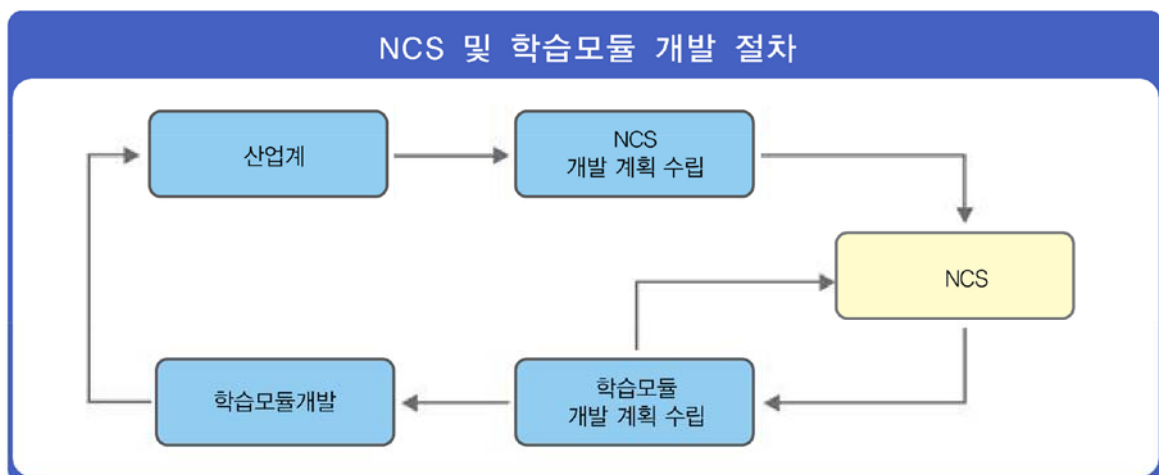 NCS 및 학습모듈 개발 절차
산업계
NCS
개발 계획 수립
NCS
학습모듈개발
학습모듈
개발 계획 수립